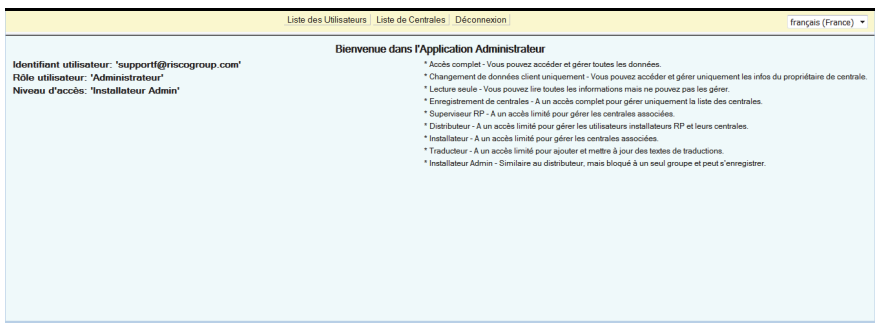 Liste des Utilisateurs Liste de Centrales Déconnexion
français (France)
Bienvenue dans l'Application Administrateur
Identifiant utilisateur: 'supportf@riscogroup.com'
Rôle utilisateur: 'Administrateur'
Niveau d'accès: 'Installateur Admin'
* Accès complet - Vous pouvez accéder et gérer toutes les données.
* Changement de données client uniquement - Vous pouvez accéder et gérer uniquement les infos du propriétaire de centrale.
* Lecture seule - Vous pouvez lire toutes les informations mais ne pouvez pas les gérer.
* Enregistrement de centrales - A un accès complet pour gérer uniquement la liste des centrales.
* Superviseur RP - A un accès limité pour gérer les centrales associées.
* Distributeur - A un accès limité pour gérer les utilisateurs installateurs RP et leurs centrales.
* Installateur - A un accès limité pour gérer les centrales associées.
* Traducteur - A un accès limité pour ajouter et mettre à jour des textes de traductions.
* Installateur Admin - Similaire au distributeur, mais bloqué à un seul groupe et peut s'enregistrer.